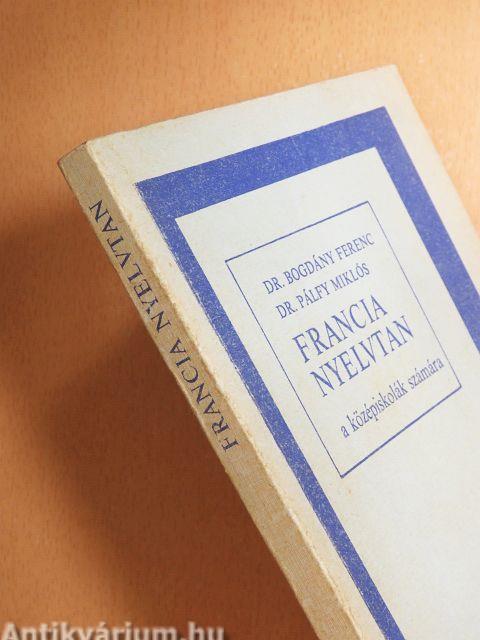 DR. BOGDÁNY FERENC
DR. PÁLFY MIKLÓS
FRANCIA
NYELVTAN
a középiskolák számára
FRANCIA NYELVTAN
Antikvárium.hu